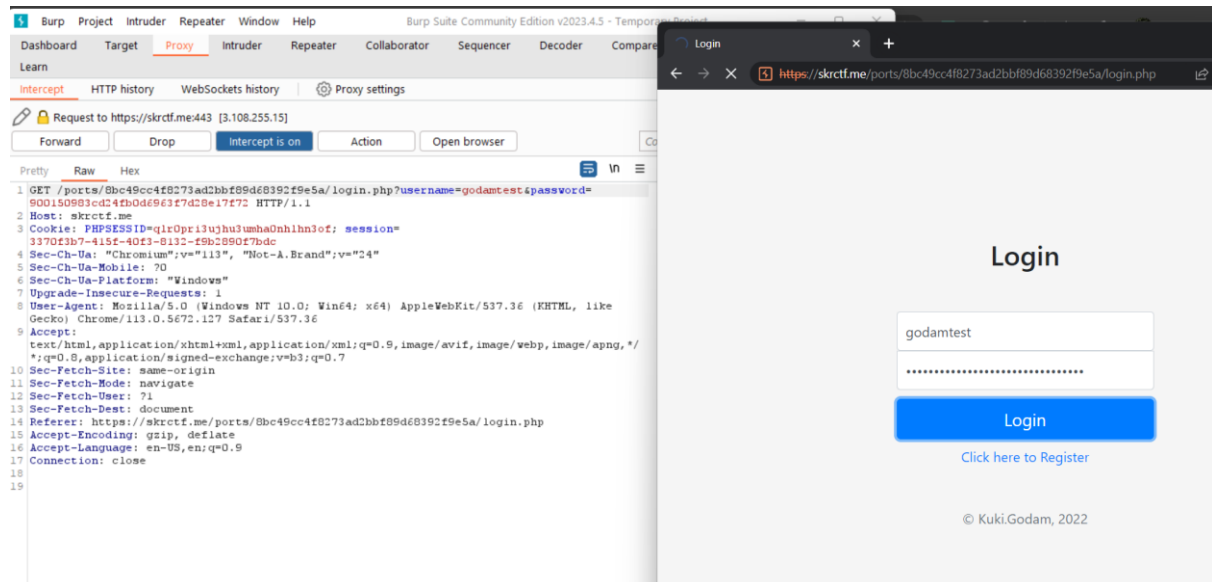 Burp Project Intruder Repeater Window Help Burp Suite Community Edition v2023.4.5 - Temporary Project
Dashboard Target Proxy Intruder Repeater Collaborator Sequencer Decoder Compare
Learn
Intercept HTTP history WebSockets history Proxy settings
Request to https://skrctf.me:443 [3.108.255.15]
Forward Drop Intercept is on Action Open browser Co
Pretty Raw Hex \n
1 GET /ports/8bc49cc4f8273ad2bbf89d68392f9e5a/login.php?username=godamtest&password=
900150983cd24fb0d6963f7d28e17f72 HTTP/1.1
2 Host: skrctf.me
3 Cookie: PHPSESSID=qlr0pri3ujhu3umha0nhlhn3of; session=
3370f3b7-415f-40f3-8132-f9b2890f7bdc
4 Sec-Ch-Ua: "Chromium";v="113", "Not-A.Brand";v="24"
5 Sec-Ch-Ua-Mobile: ?0
6 Sec-Ch-Ua-Platform: "Windows"
7 Upgrade-Insecure-Requests: 1
8 User-Agent: Mozilla/5.0 (Windows NT 10.0; Win64; x64) AppleWebKit/537.36 (KHTML, like
Gecko) Chrome/113.0.5672.127 Safari/537.36
9 Accept:
text/html,application/xhtml+xml,application/xml;q=0.9,image/avif,image/webp,image/apng,*/
*;q=0.8,application/signed-exchange;v=b3;q=0.7
10 Sec-Fetch-Site: same-origin
11 Sec-Fetch-Mode: navigate
12 Sec-Fetch-User: ?1
13 Sec-Fetch-Dest: document
14 Referer: https://skrctf.me/ports/8bc49cc4f8273ad2bbf89d68392f9e5a/login.php
15 Accept-Encoding: gzip, deflate
16 Accept-Language: en-US,en;q=0.9
17 Connection: close
18
19
Login
https://skrctf.me/ports/8bc49cc4f8273ad2bbf89d68392f9e5a/login.php
Login
godamtest
Login
Click here to Register
© Kuki.Godam, 2022